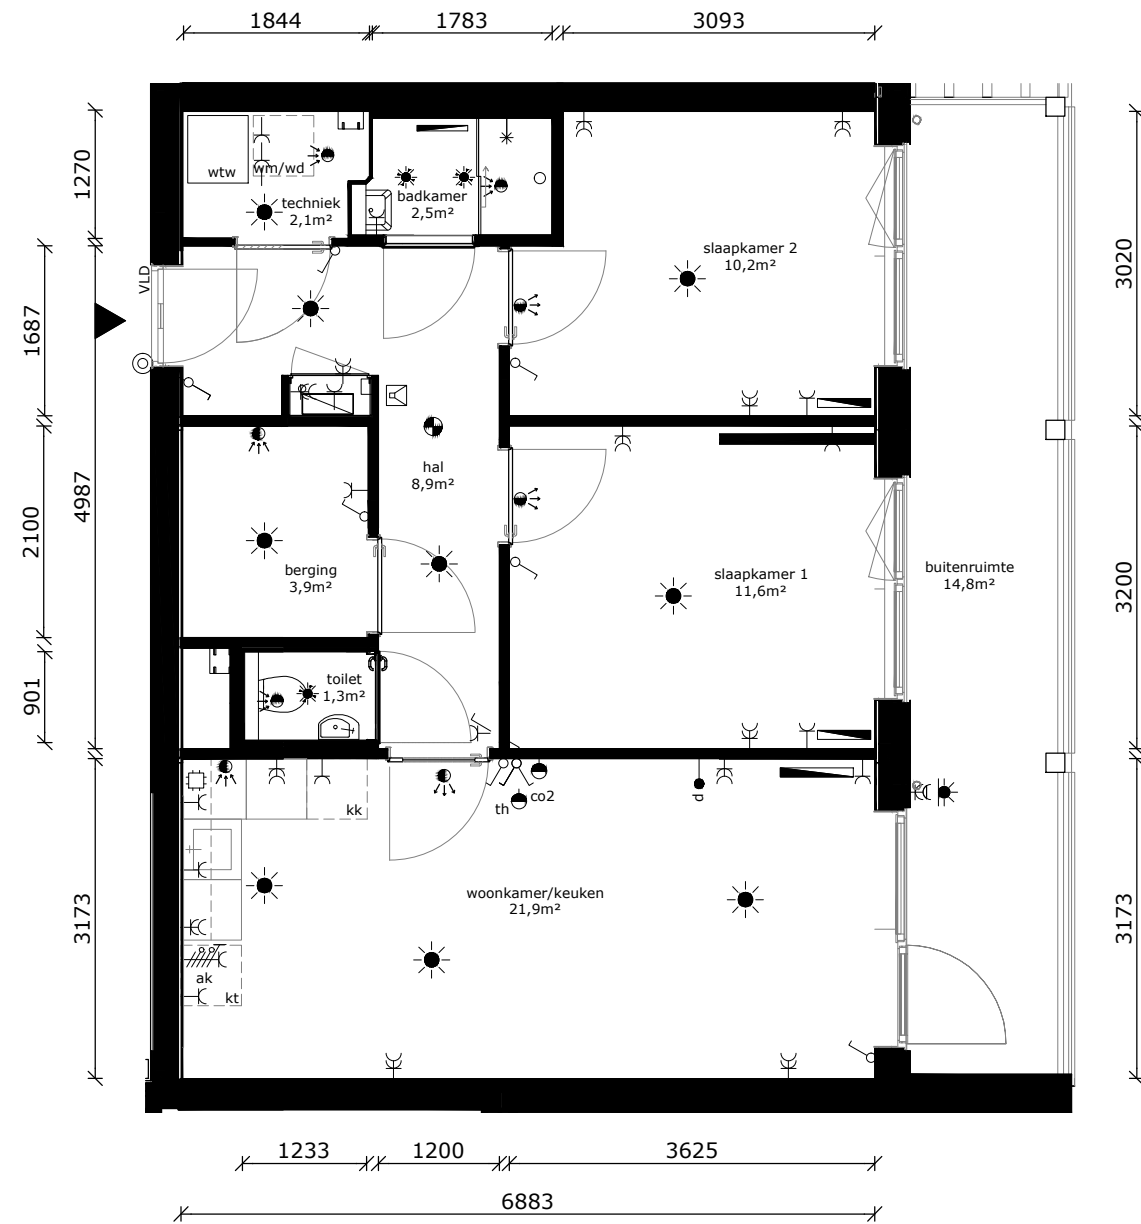 1844
1783
3093
1270
3020
wtw
wm/wd
techniek
2,1m²
badkamer
2,5m²
slaapkamer 2
10,2m²
VLD
1687
hal
8,9m²
4987
2100
berging
3,9m²
slaapkamer 1
11,6m²
buitenruimte
14,8m²
3200
toilet
1,3m²
901
kk
th
co2
d
woonkamer/keuken
21,9m²
3173
3173
ak
kt
1233
1200
3625
6883